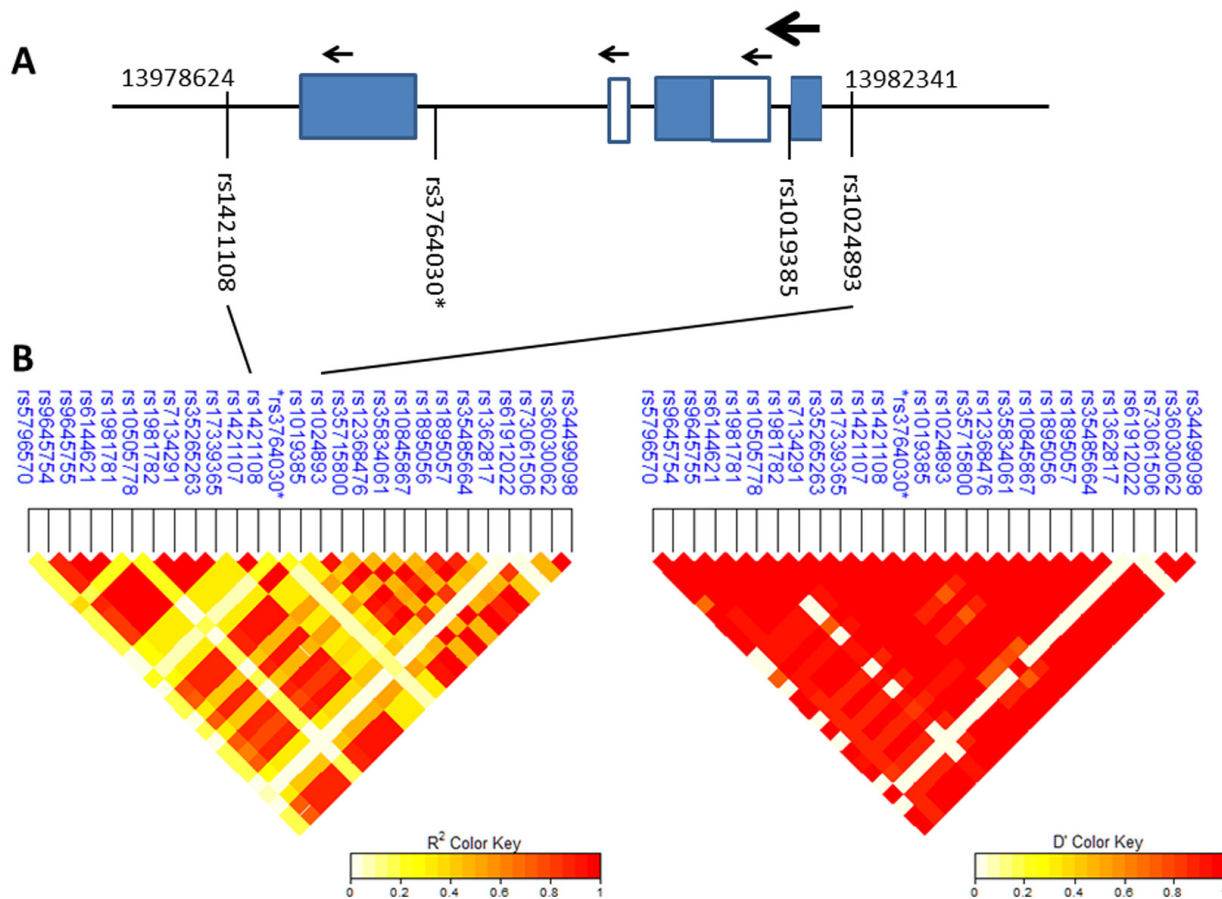 A
13978624
13982341
rs1421108
rs3764030*
rs1019385
rs1024893
B
rs5796570
rs9645754
rs9645755
rs6144621
rs1981781
rs10505778
rs1981782
rs7134291
rs35265263
rs17339365
rs1421107
rs1421108
*rs3764030*
rs1019385
rs1024893
rs35715800
rs12368476
rs35834061
rs10845867
rs1895056
rs1895057
rs35485664
rs1362817
rs61912022
rs73061506
rs36030062
rs34499098
rs5796570
rs9645754
rs9645755
rs6144621
rs1981781
rs10505778
rs1981782
rs7134291
rs35265263
rs17339365
rs1421107
rs1421108
*rs3764030*
rs1019385
rs1024893
rs35715800
rs12368476
rs35834061
rs10845867
rs1895056
rs1895057
rs35485664
rs1362817
rs61912022
rs73061506
rs36030062
rs34499098
R² Color Key
0 0.2 0.4 0.6 0.8 1
D' Color Key
0 0.2 0.4 0.6 0.8 1